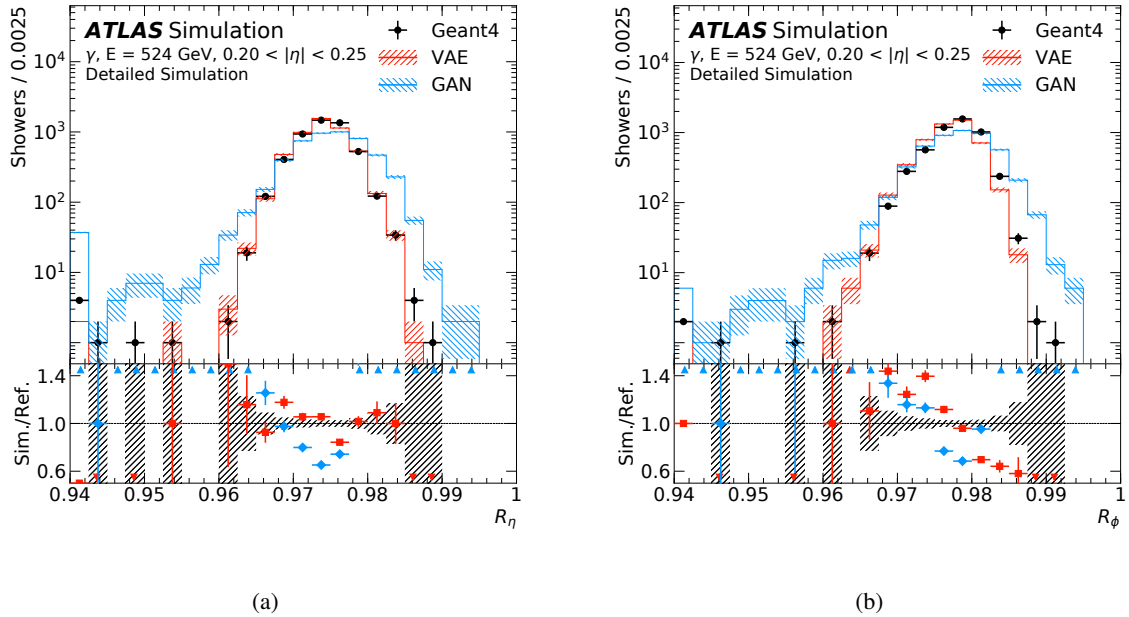 ATLAS Simulation
γ, E = 524 GeV, 0.20 < |η| < 0.25
Detailed Simulation
Geant4
VAE
GAN
Showers / 0.0025
10⁴
10³
10²
10¹
Sim./Ref.
1.4
1.0
0.6
0.94 0.95 0.96 0.97 0.98 0.99 1
R_η
(a)
ATLAS Simulation
γ, E = 524 GeV, 0.20 < |η| < 0.25
Detailed Simulation
Geant4
VAE
GAN
Showers / 0.0025
10⁴
10³
10²
10¹
Sim./Ref.
1.4
1.0
0.6
0.94 0.95 0.96 0.97 0.98 0.99 1
R_ϕ
(b)